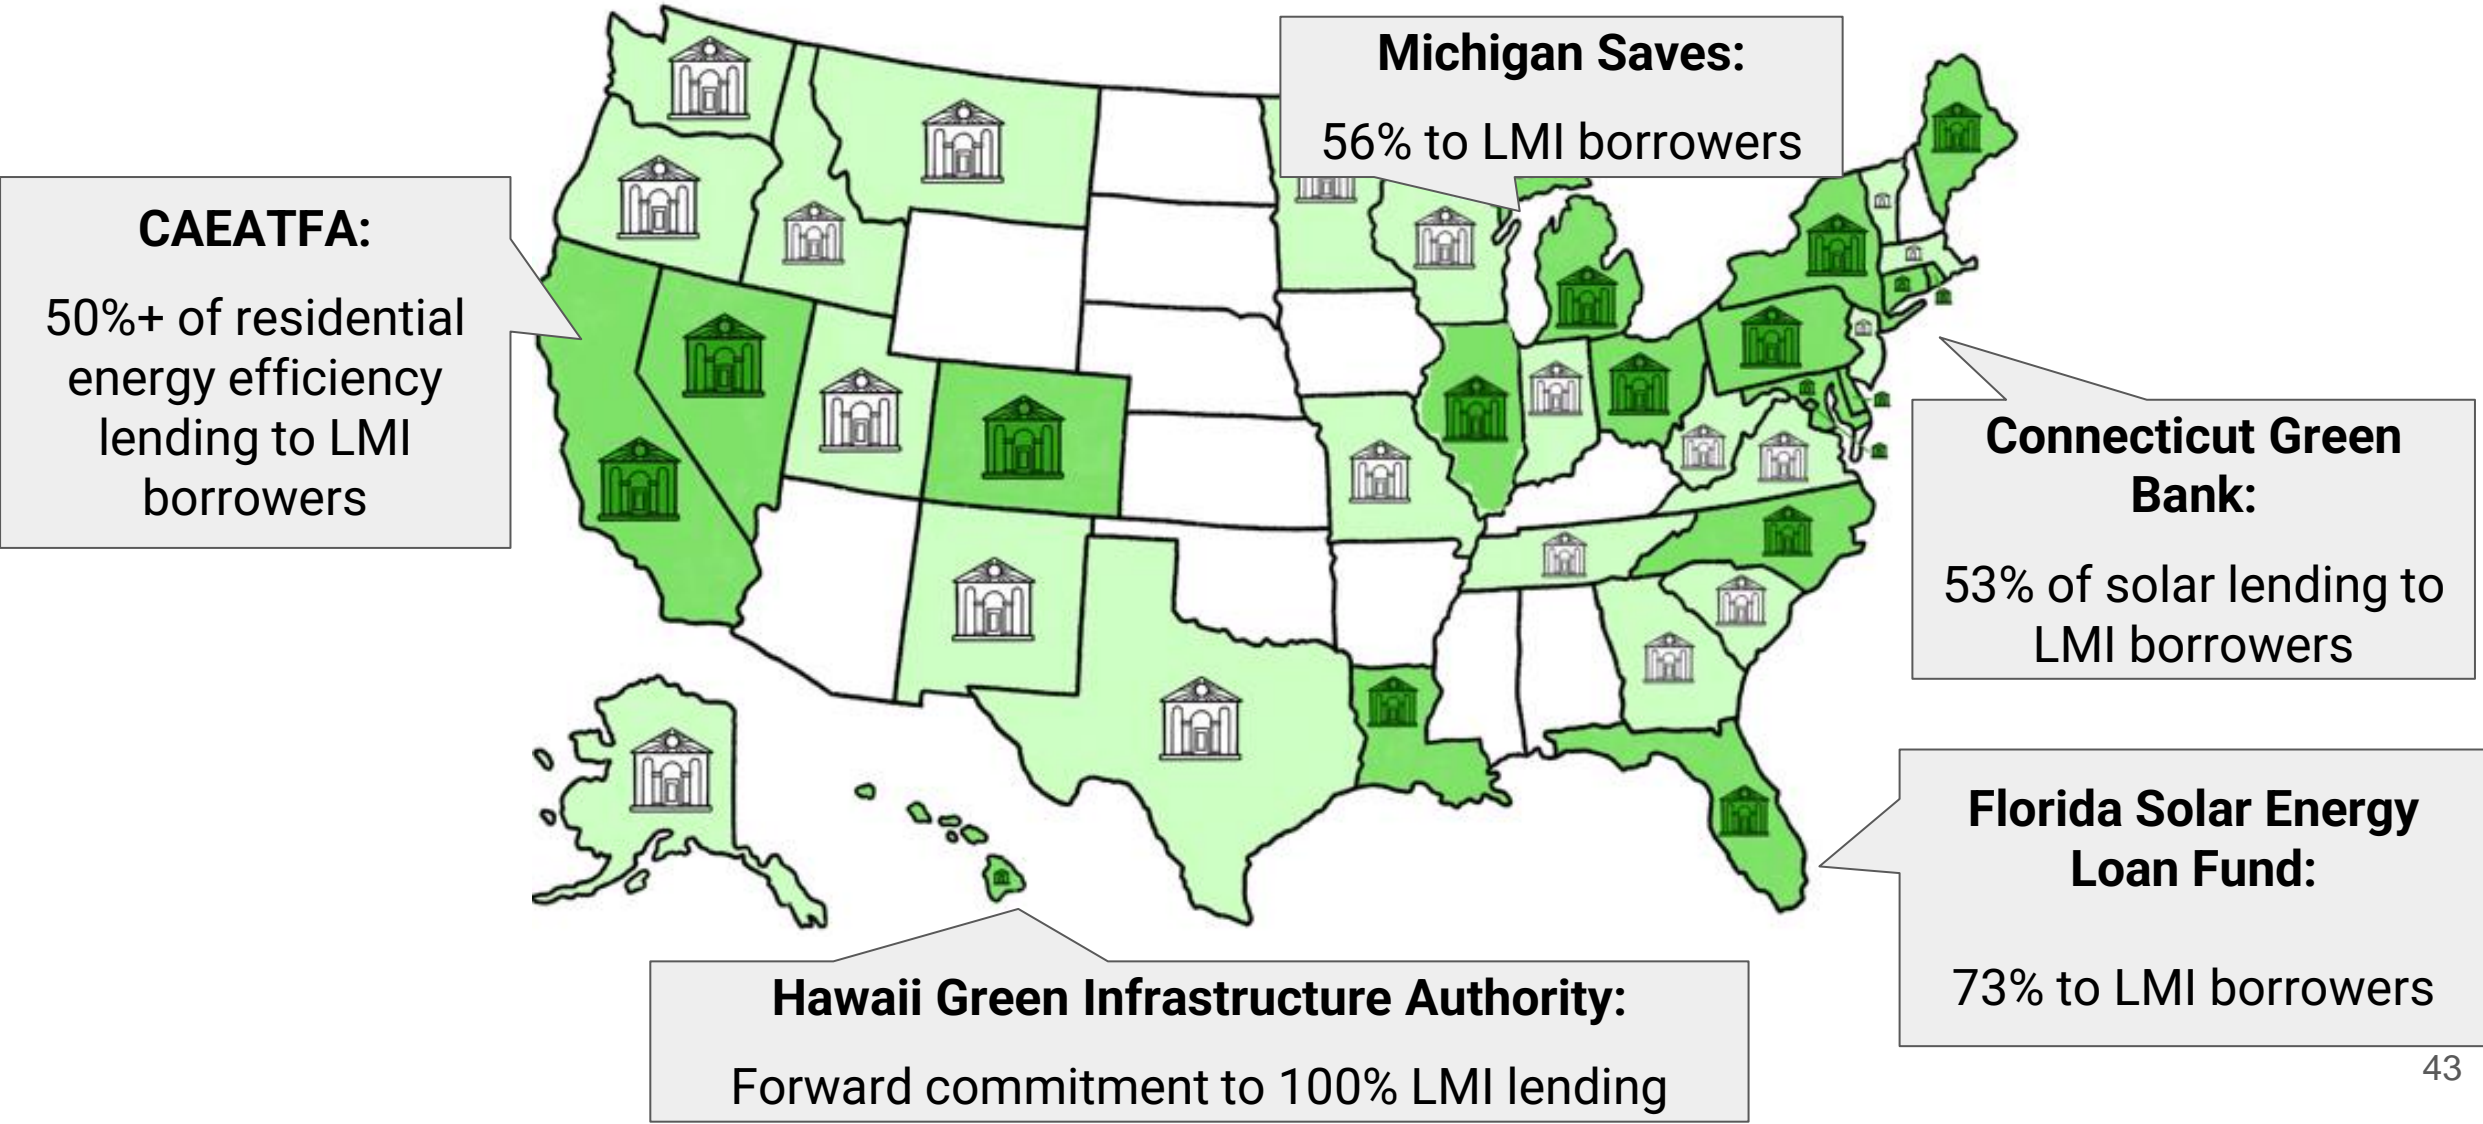 Michigan Saves:
56% to LMI borrowers
CAEATFA:
50%+ of residential
energy efficiency
lending to LMI
borrowers
Connecticut Green
Bank:
53% of solar lending to
LMI borrowers
Florida Solar Energy
Loan Fund:
73% to LMI borrowers
Hawaii Green Infrastructure Authority:
Forward commitment to 100% LMI lending
43